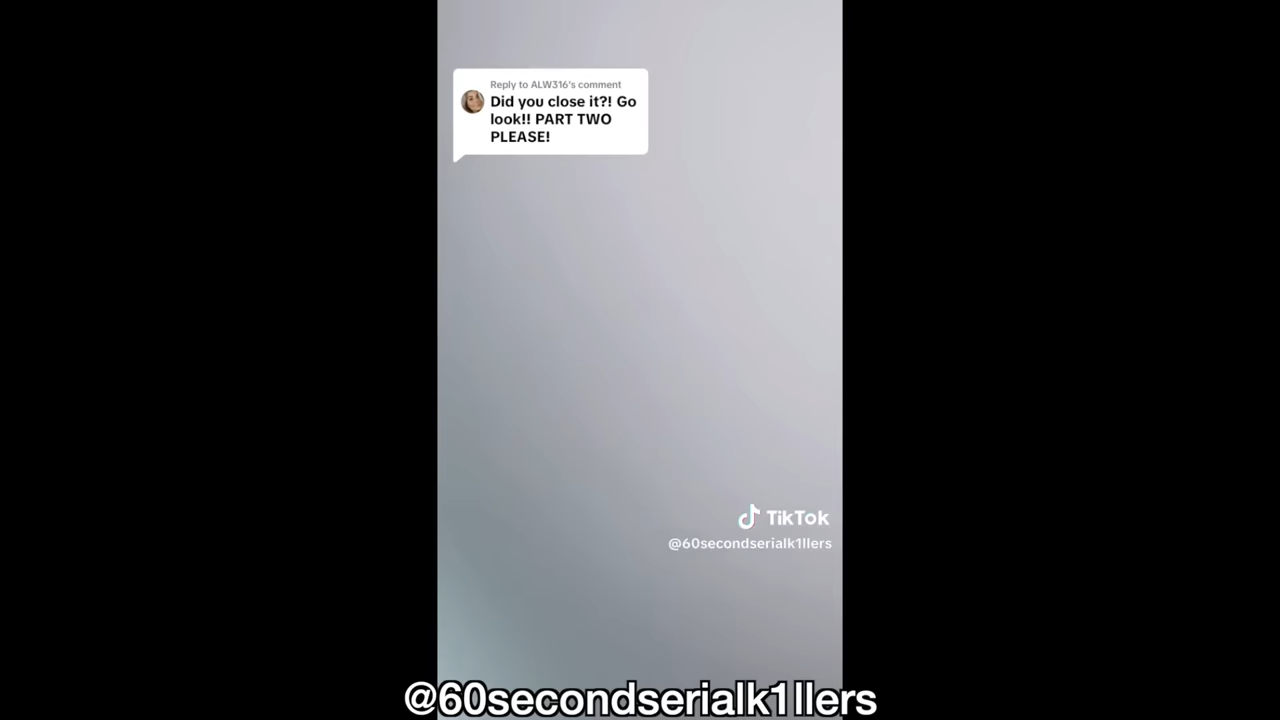 Reply to ALW316's comment
Did you close it?! Go
look!! PART TWO
PLEASE!
TikTok
@60secondserialk1llers
@60secondserialk1llers